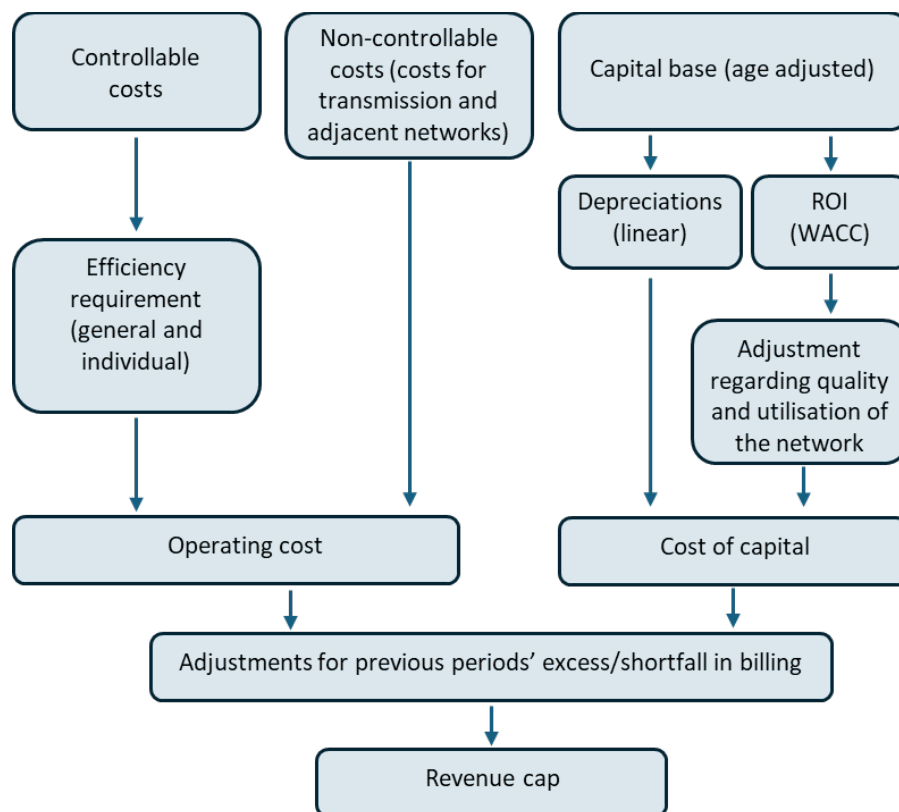 Controllable
costs
Non-controllable
costs (costs for
transmission and
adjacent networks)
Capital base (age adjusted)
Depreciations
(linear)
ROI
(WACC)
Efficiency
requirement
(general and
individual)
Adjustment
regarding quality
and utilisation of
the network
Operating cost
Cost of capital
Adjustments for previous periods’ excess/shortfall in billing
Revenue cap